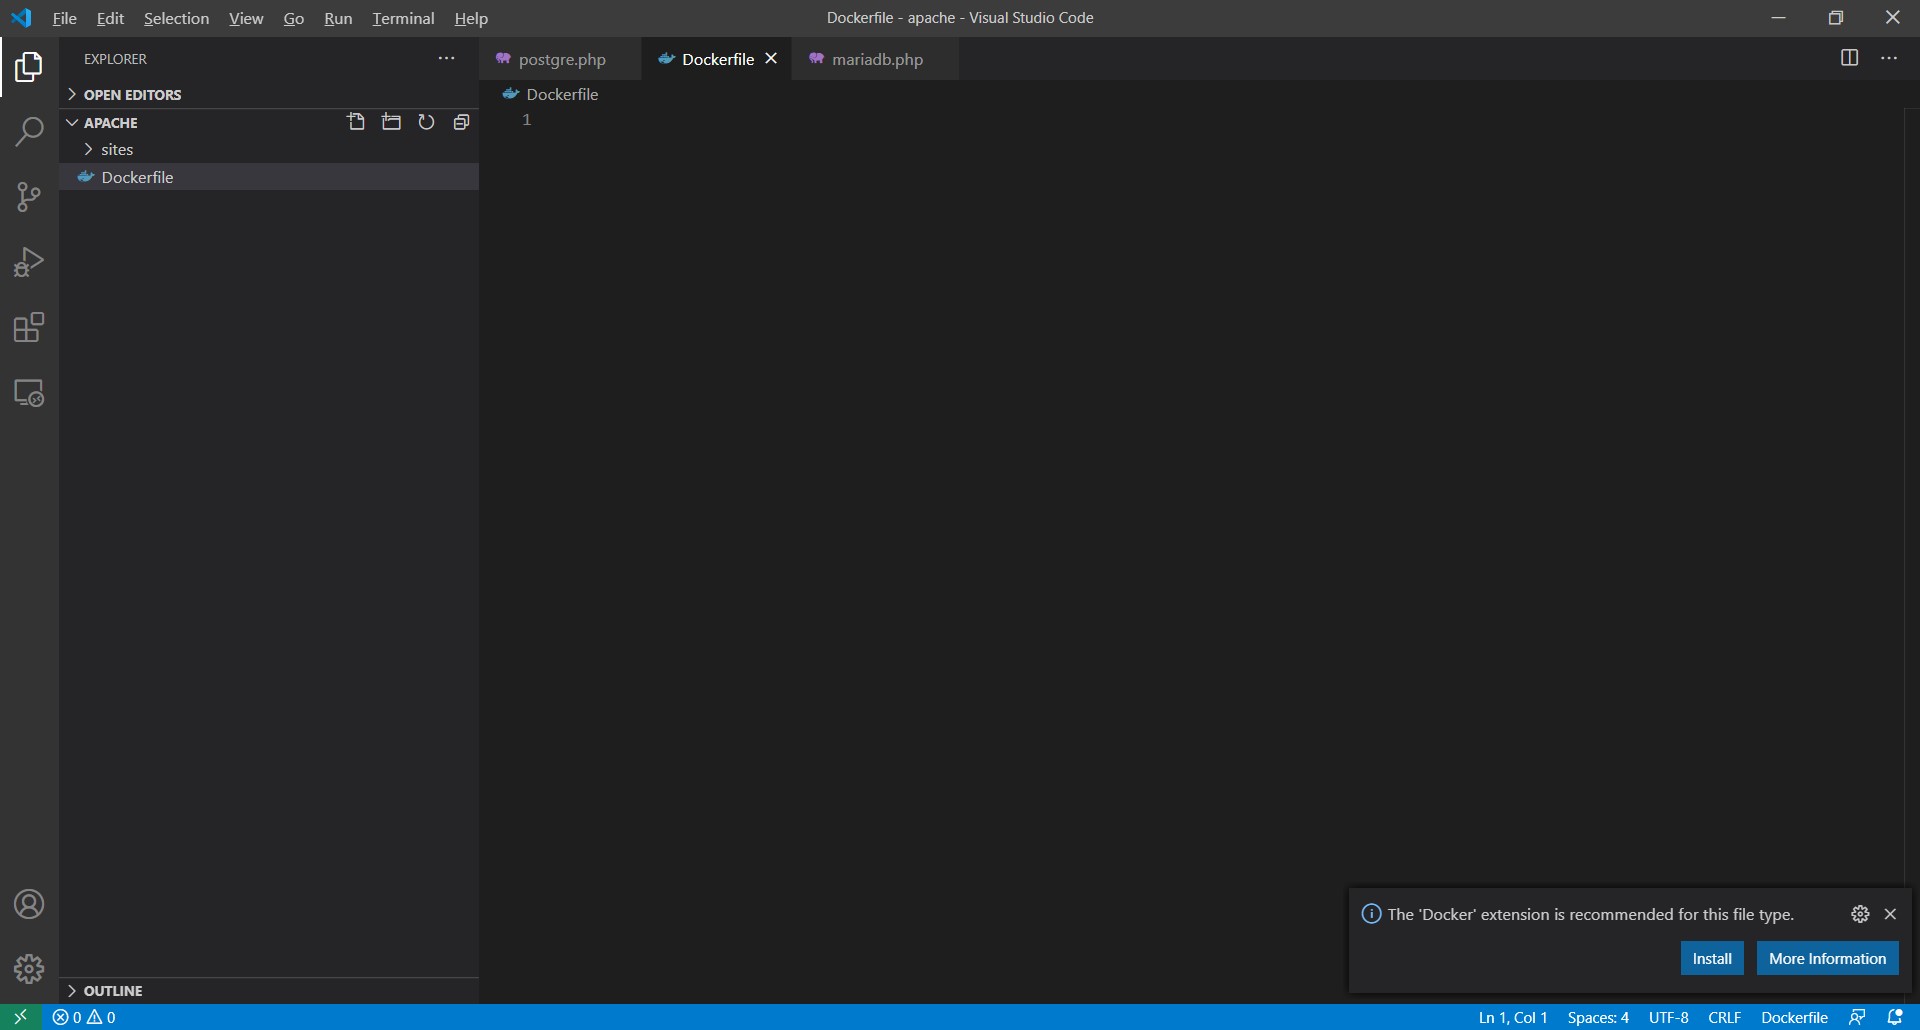 File Edit Selection View Go Run Terminal Help
Dockerfile - apache - Visual Studio Code
EXPLORER
postgre.php
Dockerfile
mariadb.php
OPEN EDITORS
Dockerfile
APACHE
1
sites
Dockerfile
The 'Docker' extension is recommended for this file type.
Install
More Information
OUTLINE
0 0
Ln 1, Col 1 Spaces: 4 UTF-8 CRLF Dockerfile